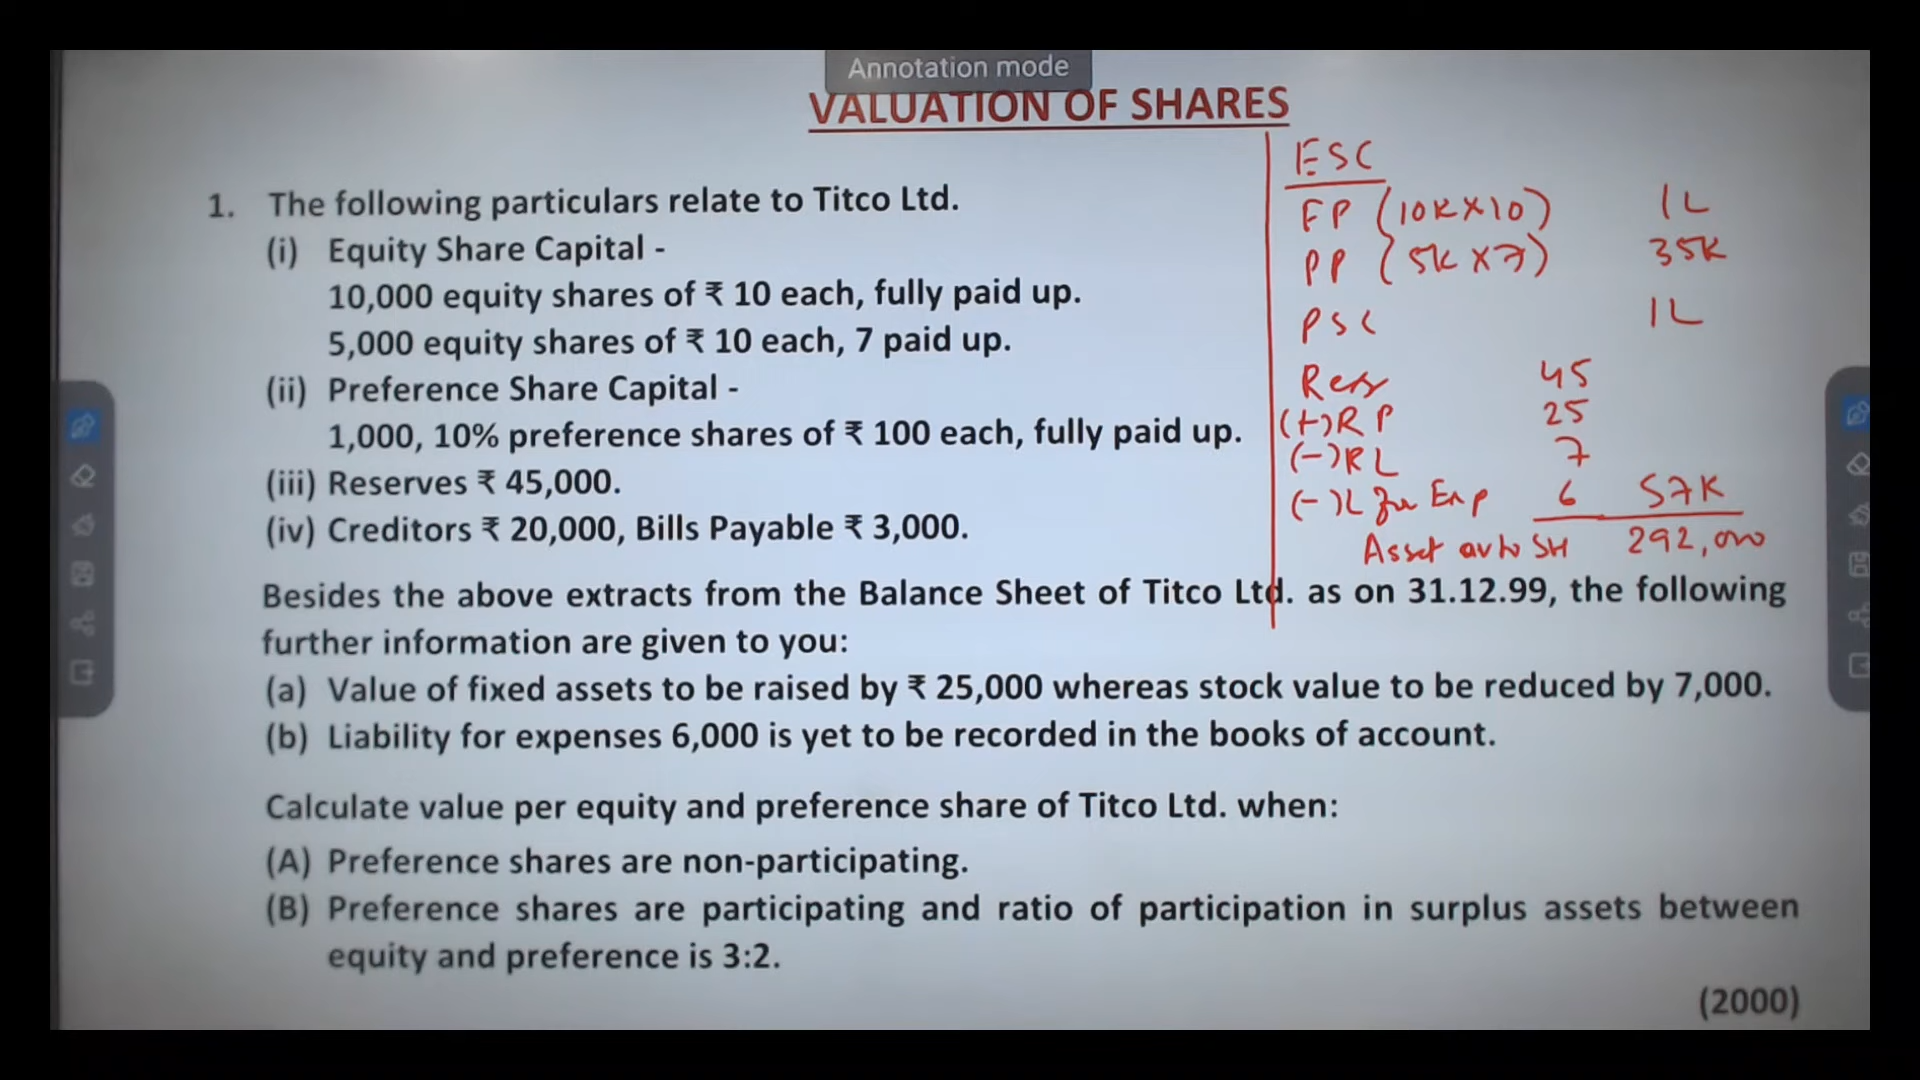 Annotation mode
VALUATION OF SHARES
1. The following particulars relate to Titco Ltd.
(i) Equity Share Capital -
10,000 equity shares of ₹ 10 each, fully paid up.
5,000 equity shares of ₹ 10 each, 7 paid up.
(ii) Preference Share Capital -
1,000, 10% preference shares of ₹ 100 each, fully paid up.
(iii) Reserves ₹ 45,000.
(iv) Creditors ₹ 20,000, Bills Payable ₹ 3,000.
ESC
FP (10K×10) 1L
PP (5K×7) 35K
PSC 1L
Res 45
(+)RP 25
(-)RL 7
(-)L for Exp 6 57K
Asset av to SH 292,000
Besides the above extracts from the Balance Sheet of Titco Ltd. as on 31.12.99, the following
further information are given to you:
(a) Value of fixed assets to be raised by ₹ 25,000 whereas stock value to be reduced by 7,000.
(b) Liability for expenses 6,000 is yet to be recorded in the books of account.
Calculate value per equity and preference share of Titco Ltd. when:
(A) Preference shares are non-participating.
(B) Preference shares are participating and ratio of participation in surplus assets between
equity and preference is 3:2.
(2000)